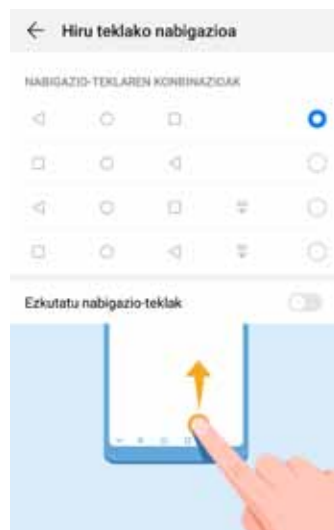 Hiru teklako nabigazioa
NABIGAZIO-TEKLAREN KONBINAZIOAK
Ezkutatu nabigazio-teklak